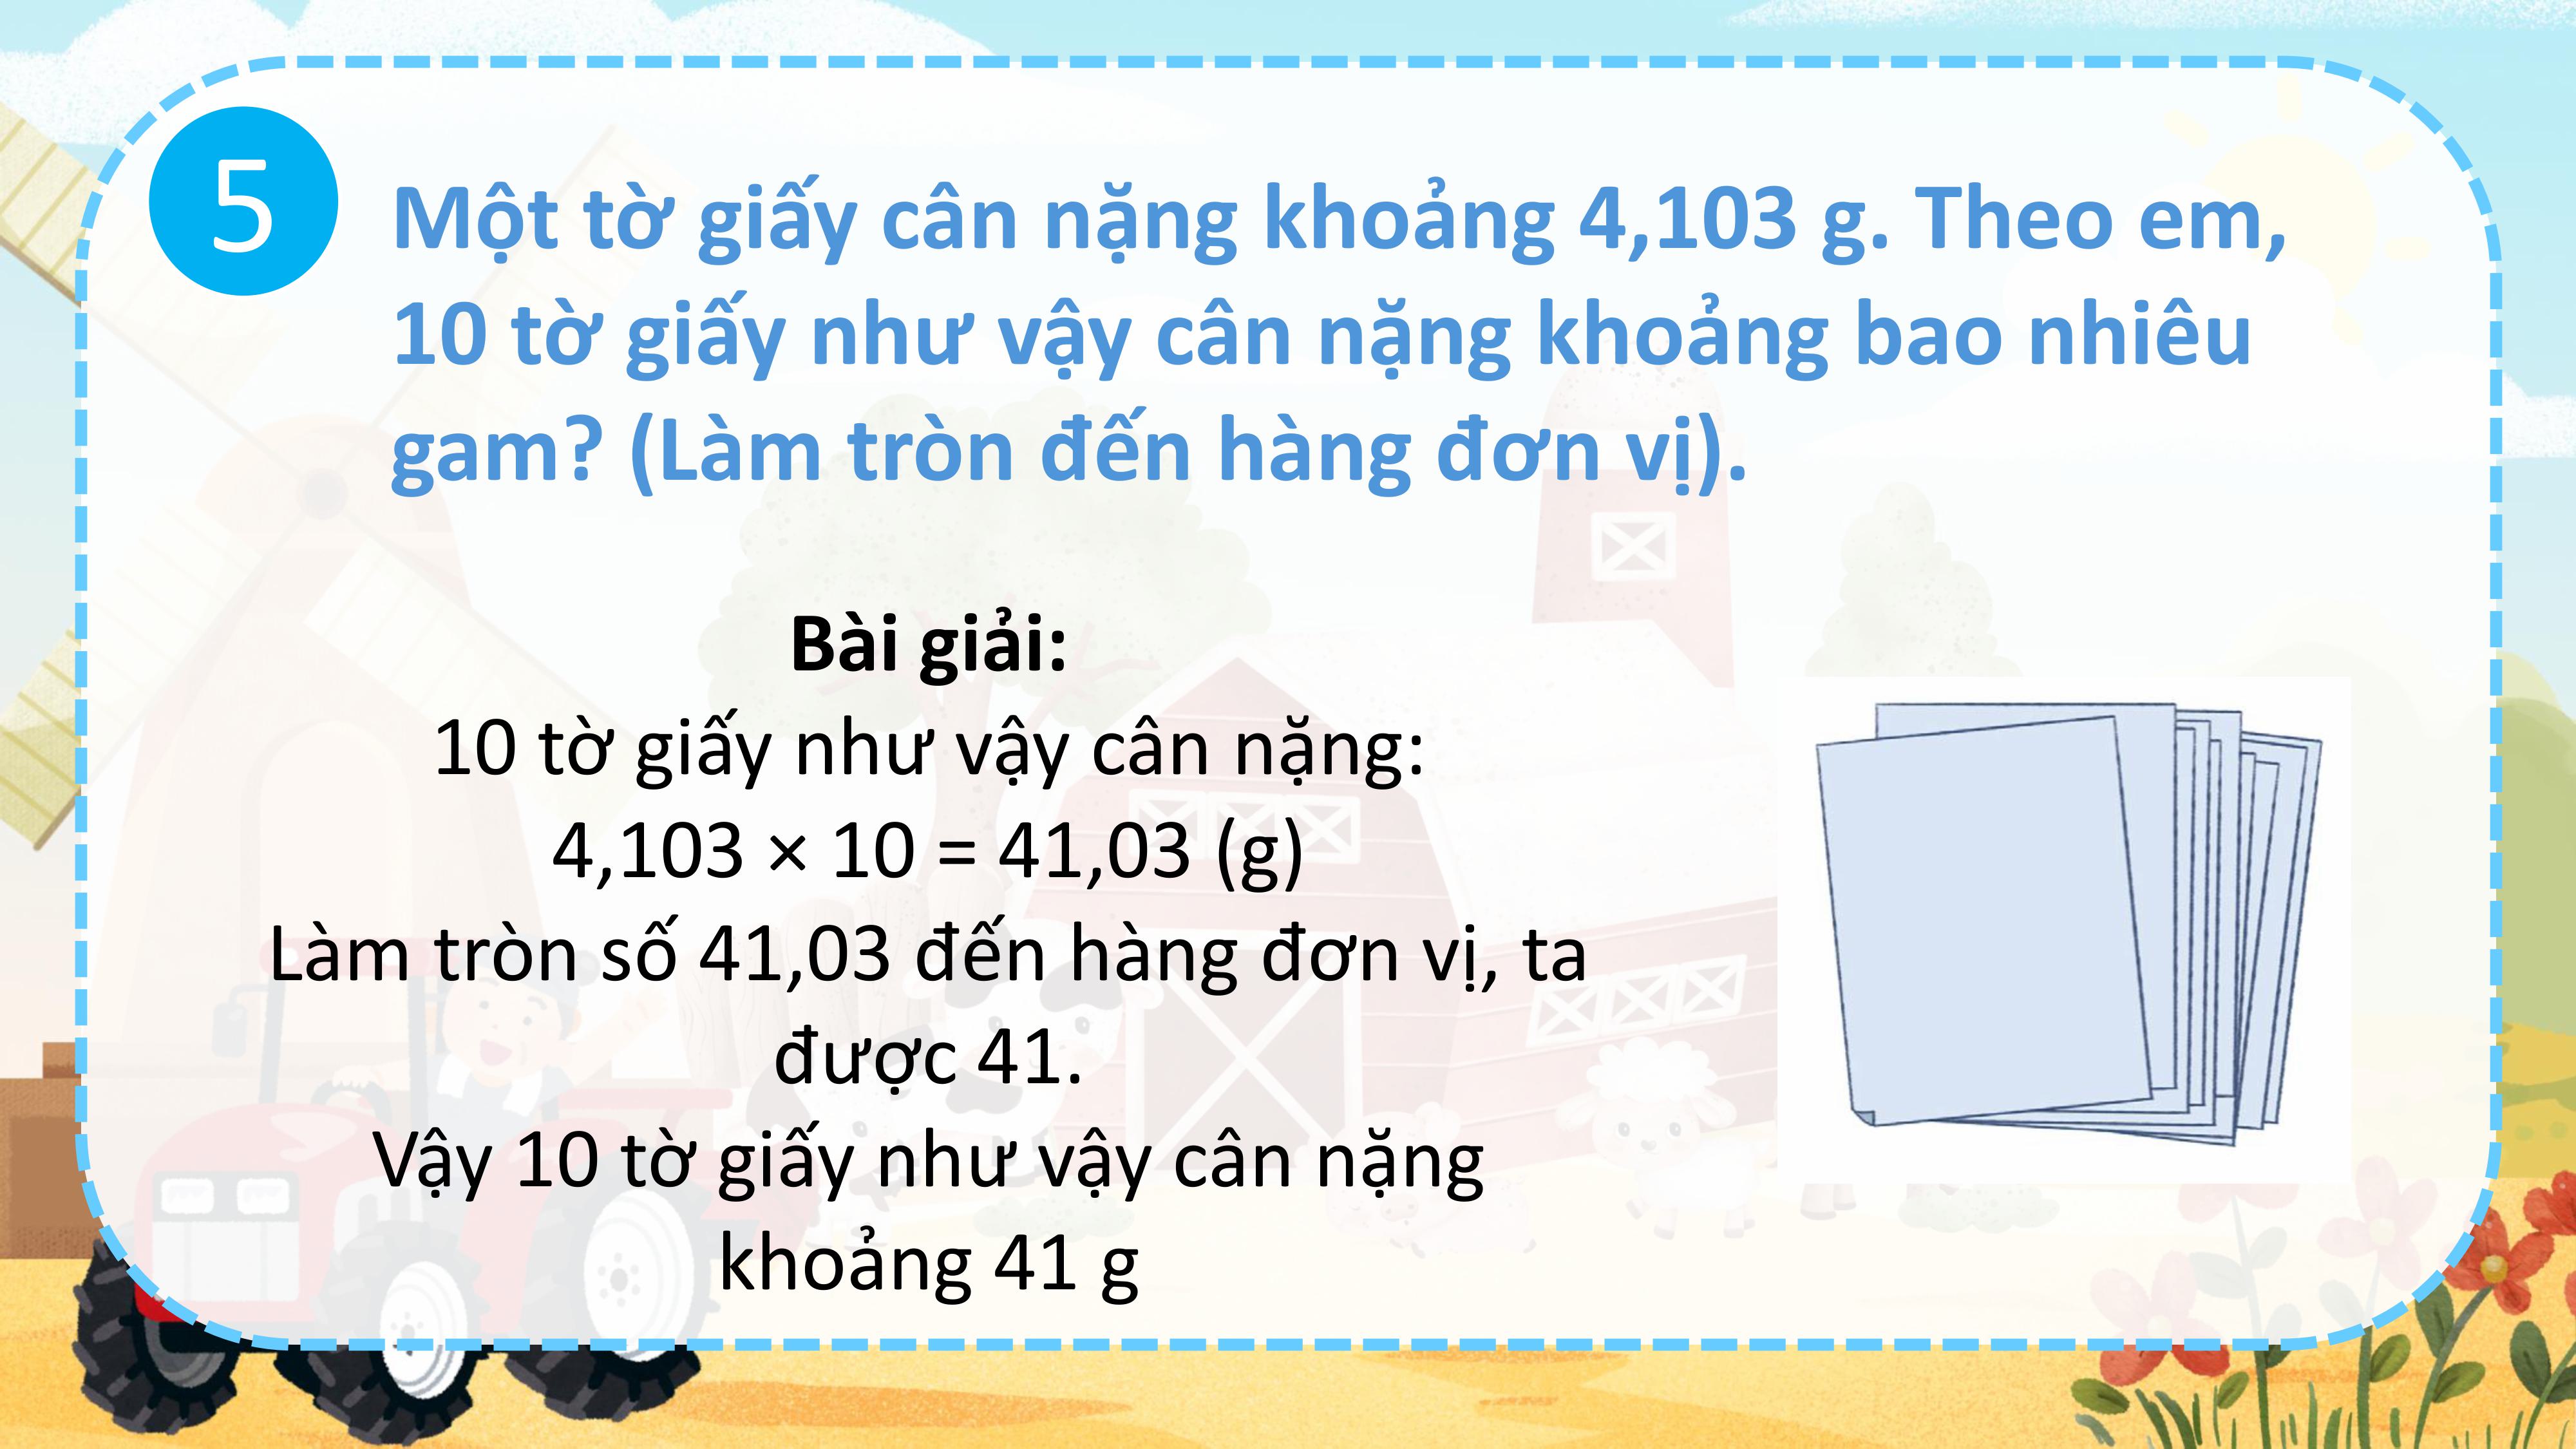 5
Một tờ giấy cân nặng khoảng 4,103 g. Theo em,
10 tờ giấy như vậy cân nặng khoảng bao nhiêu
gam? (Làm tròn đến hàng đơn vị).
Bài giải:
10 tờ giấy như vậy cân nặng:
4,103 × 10 = 41,03 (g)
Làm tròn số 41,03 đến hàng đơn vị, ta
được 41.
Vậy 10 tờ giấy như vậy cân nặng
khoảng 41 g